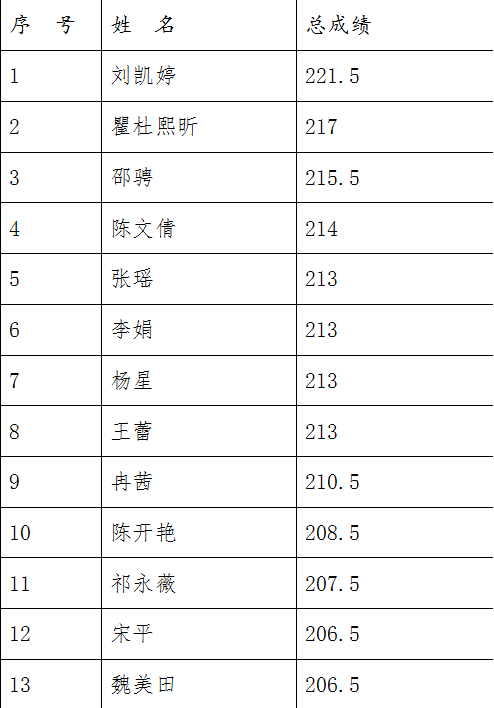 序 号 姓 名 总成绩
1 刘凯婷 221.5
2 瞿杜熙昕 217
3 邵骋 215.5
4 陈文倩 214
5 张瑶 213
6 李娟 213
7 杨星 213
8 王蕾 213
9 冉茜 210.5
10 陈开艳 208.5
11 祁永薇 207.5
12 宋平 206.5
13 魏美田 206.5